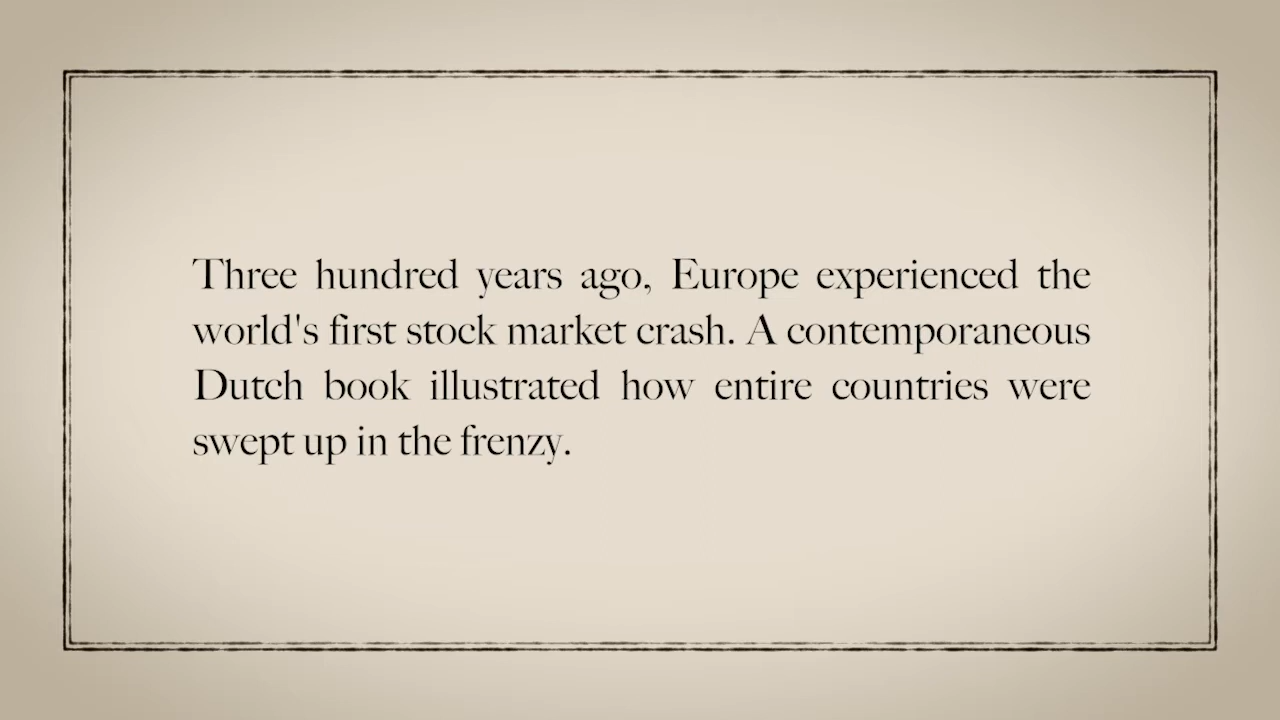 Three hundred years ago, Europe experienced the
world's first stock market crash. A contemporaneous
Dutch book illustrated how entire countries were
swept up in the frenzy.